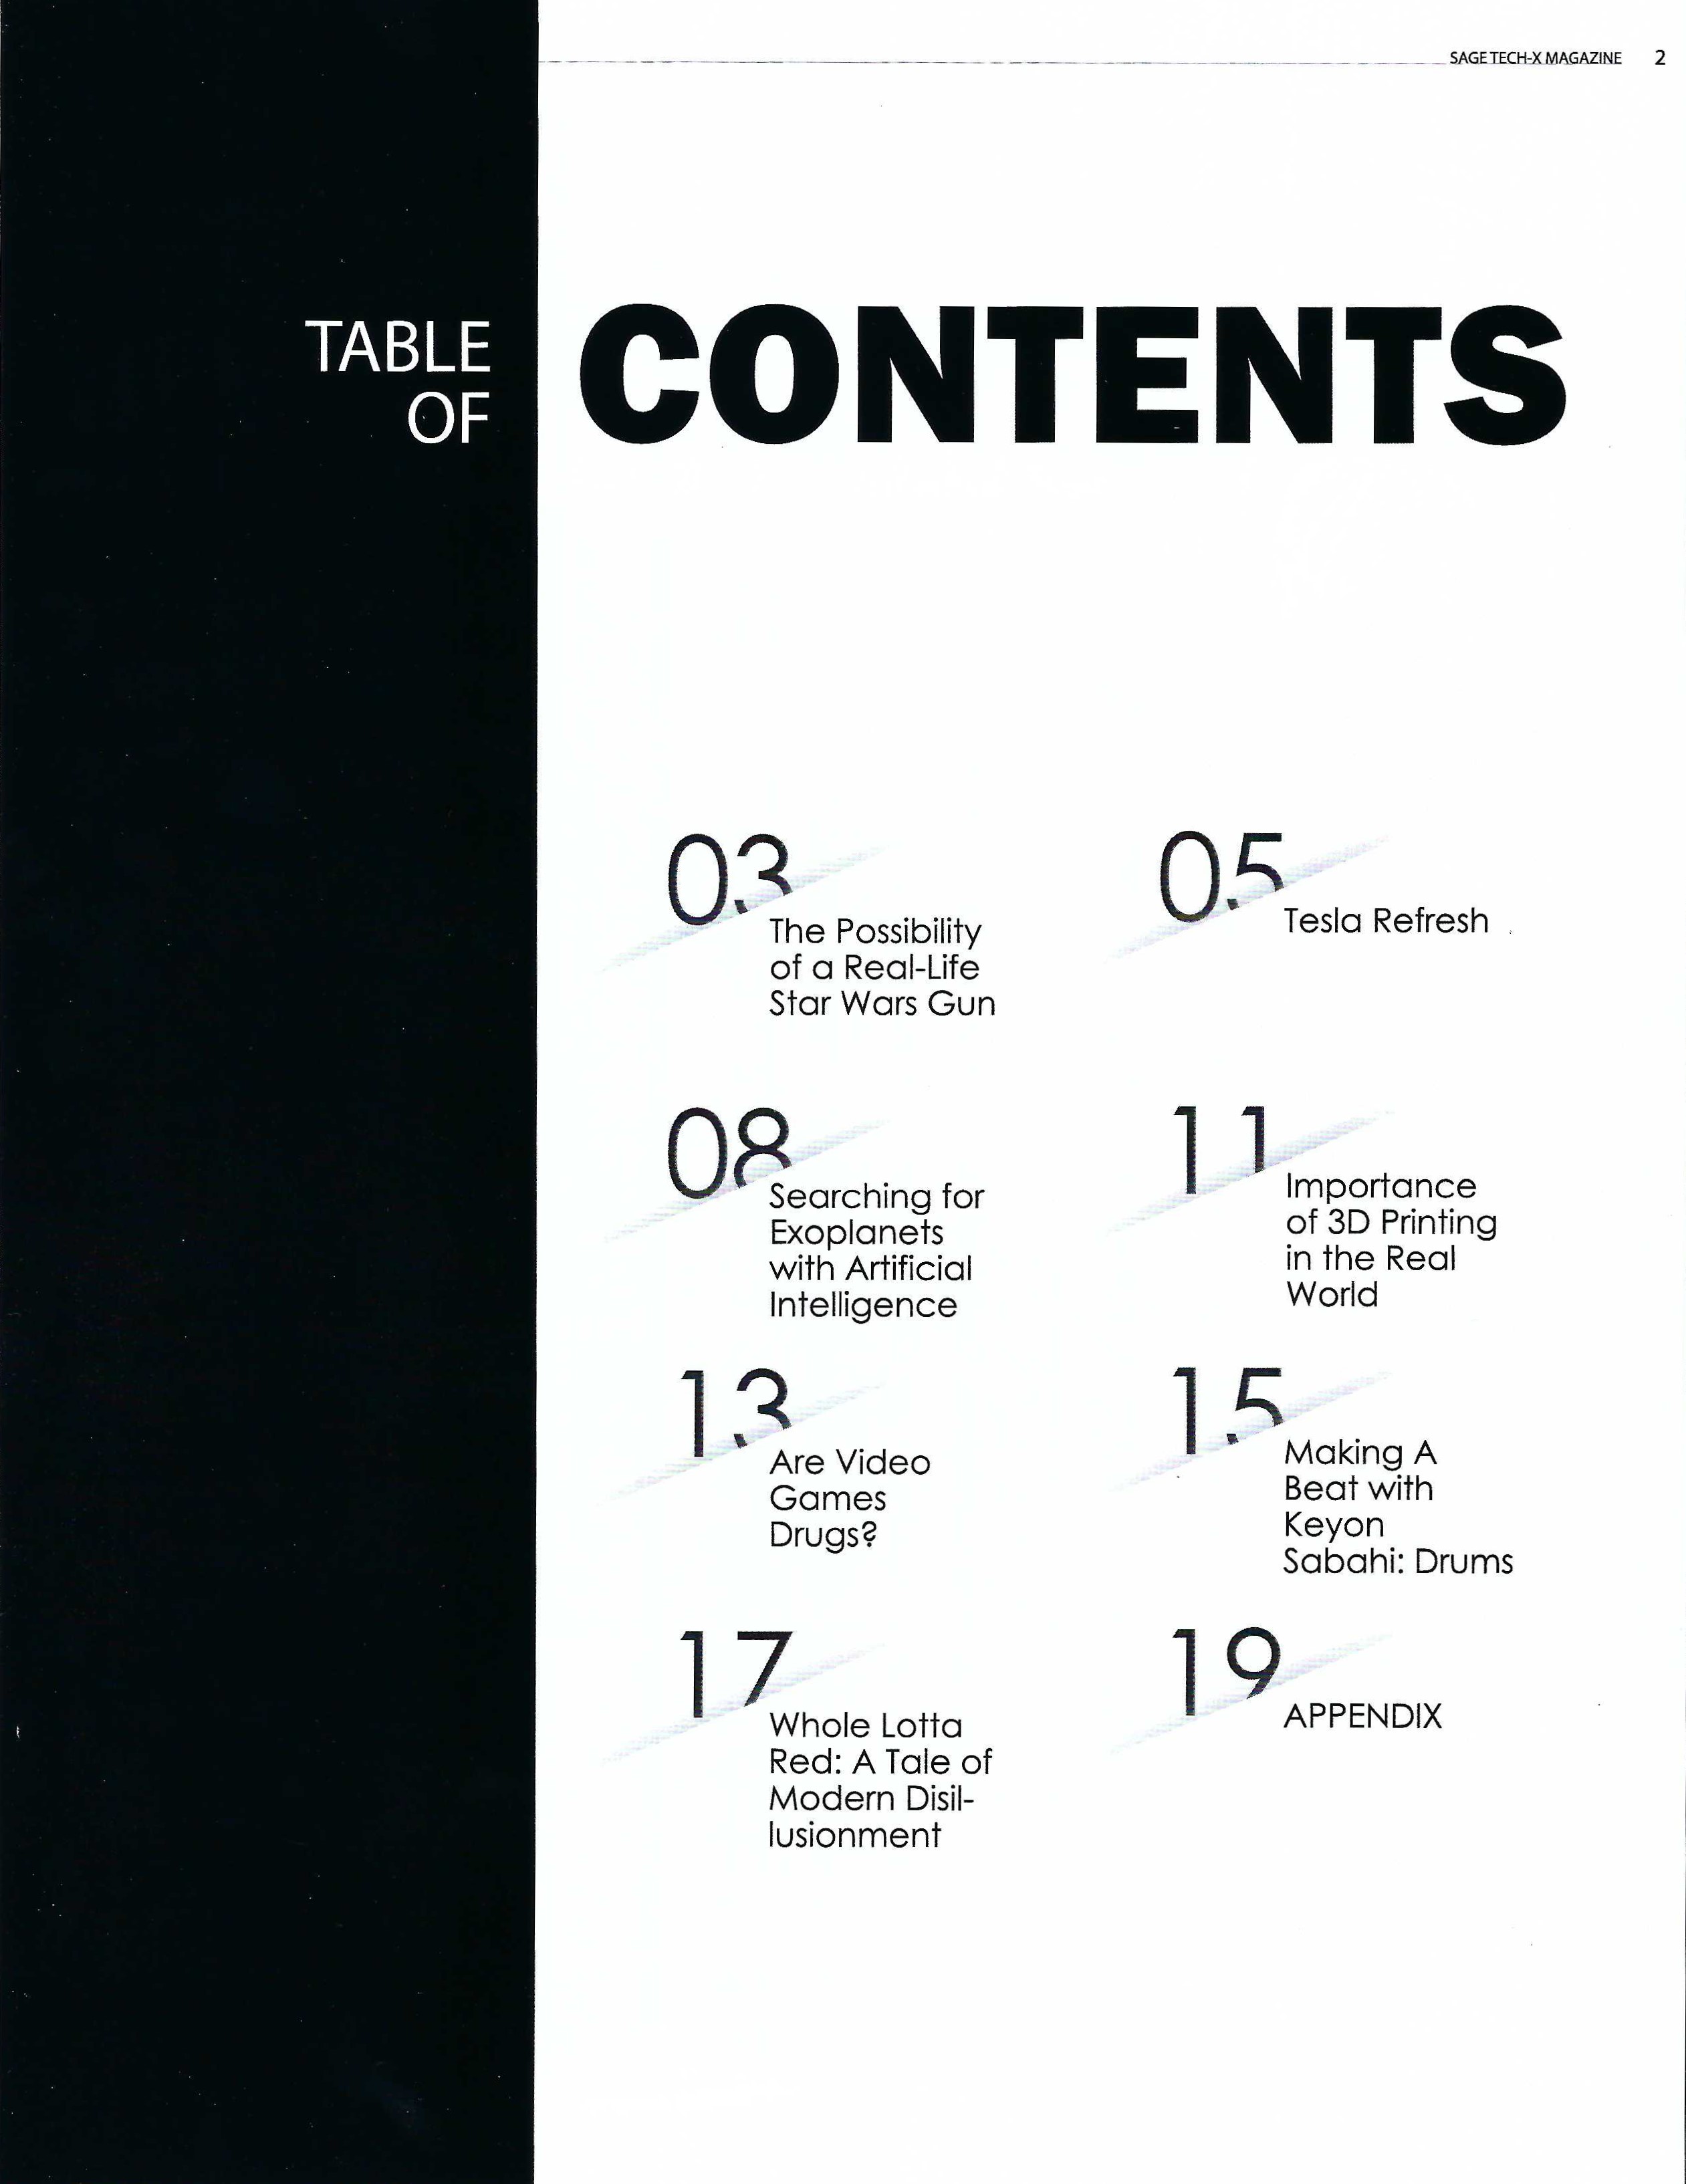 SAGE TECH-X MAGAZINE 2
TABLE
OF
CONTENTS
03
The Possibility
of a Real-Life
Star Wars Gun
05
Tesla Refresh
08
Searching for
Exoplanets
with Artificial
Intelligence
11
Importance
of 3D Printing
in the Real
World
13
Are Video
Games
Drugs?
15
Making A
Beat with
Keyon
Sabahi: Drums
17
Whole Lotta
Red: A Tale of
Modern Disil-
lusionment
19
APPENDIX